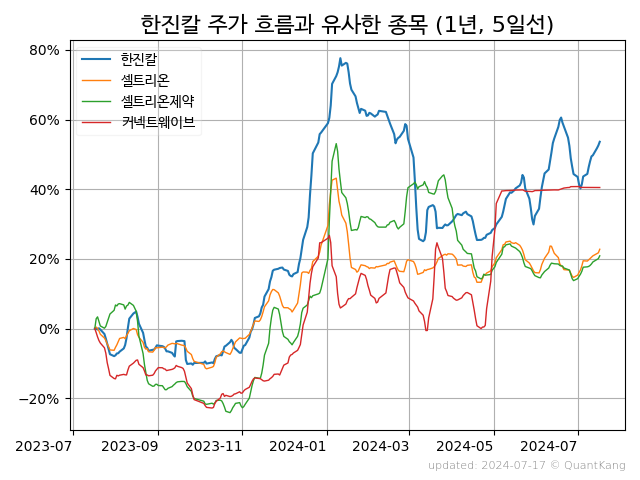 한진칼 주가 흐름과 유사한 종목 (1년, 5일선)
한진칼
셀트리온
셀트리온제약
커넥트웨이브
80%
60%
40%
20%
0%
−20%
2023-07 2023-09 2023-11 2024-01 2024-03 2024-05 2024-07
updated: 2024-07-17 © QuantKang